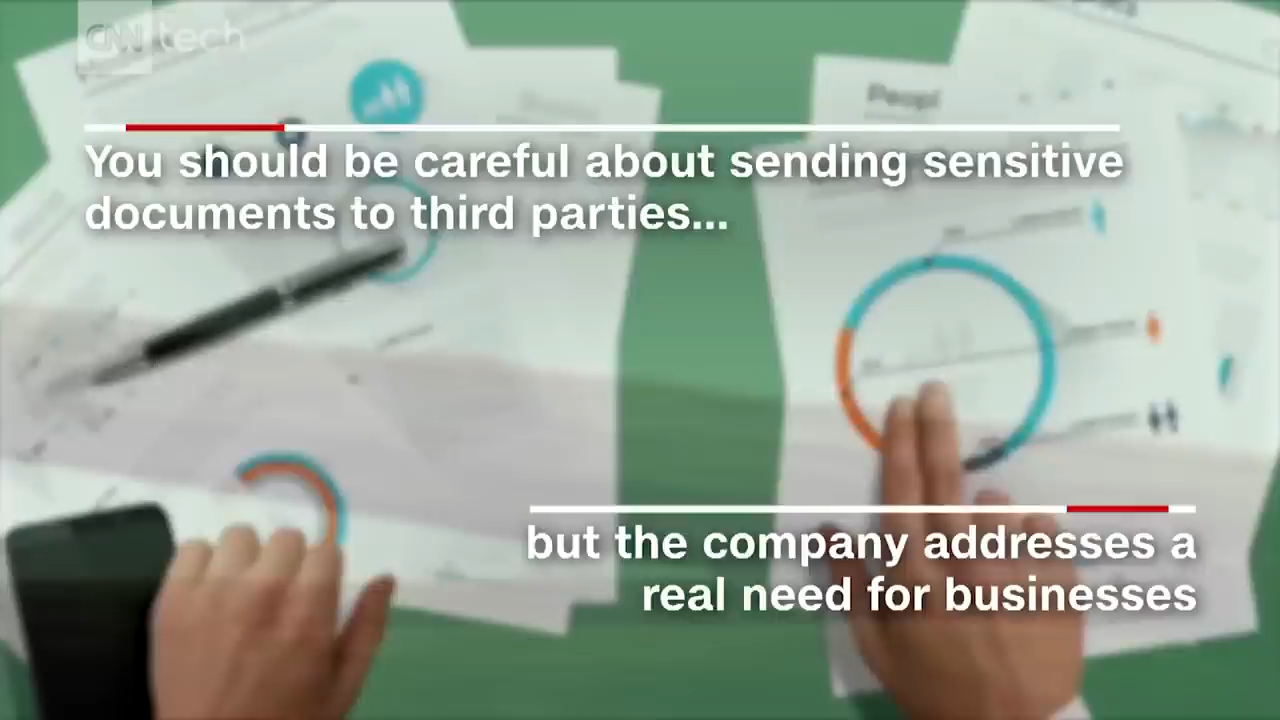 CNN tech
You should be careful about sending sensitive
documents to third parties...
but the company addresses a
real need for businesses